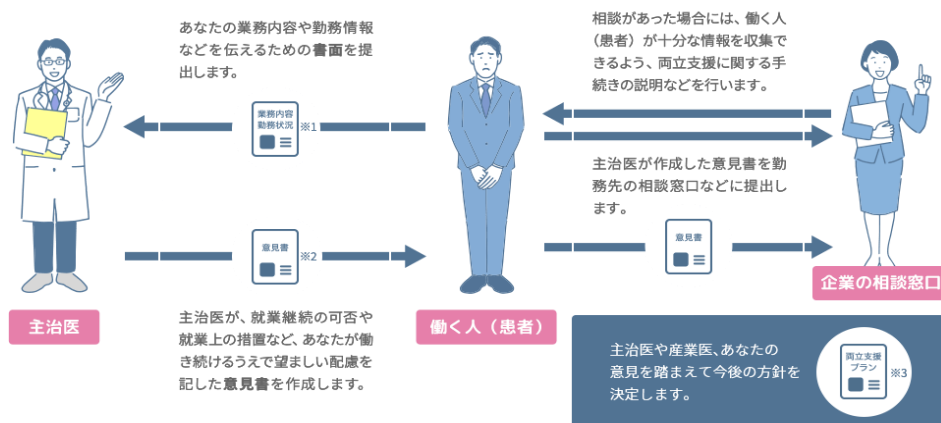 あなたの業務内容や勤務情報
などを伝えるための書面を提
出します。
業務内容
勤務状況
※1
相談があった場合には、働く人
（患者）が十分な情報を収集で
きるよう、両立支援に関する手
続きの説明などを行います。
主治医が作成した意見書を勤
務先の相談窓口などに提出し
ます。
意見書
※2
意見書
主治医
主治医が、就業継続の可否や
就業上の措置など、あなたが働
き続けるうえで望ましい配慮を
記した意見書を作成します。
働く人（患者）
企業の相談窓口
主治医や産業医、あなたの
意見を踏まえて今後の方針を
決定します。
両立支援
プラン
※3